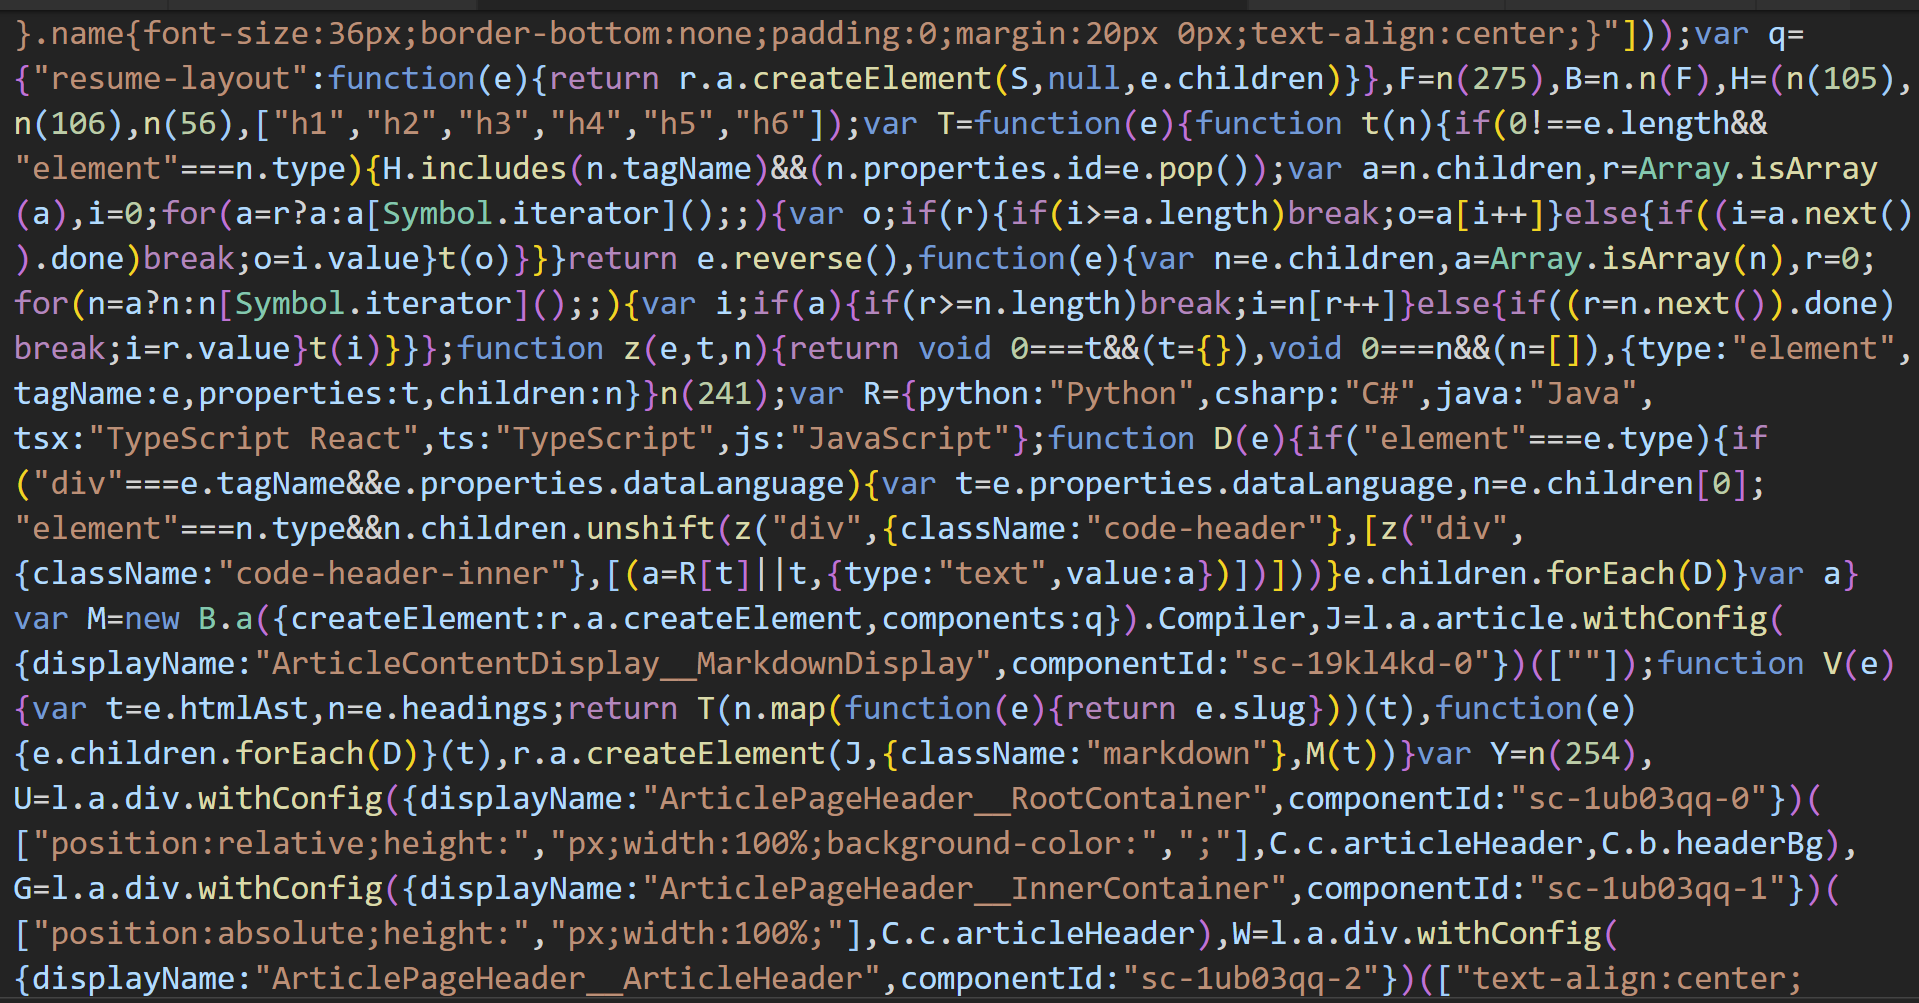 }.name{font-size:36px;border-bottom:none;padding:0;margin:20px 0px;text-align:center;}"]));var q=
{"resume-layout":function(e){return r.a.createElement(S,null,e.children)}},F=n(275),B=n.n(F),H=(n(105),
n(106),n(56),["h1","h2","h3","h4","h5","h6"]);var T=function(e){function t(n){if(0!==e.length&&
"element"===n.type){H.includes(n.tagName)&&(n.properties.id=e.pop());var a=n.children,r=Array.isArray
(a),i=0;for(a=r?a:a[Symbol.iterator]();;){var o;if(r){if(i>=a.length)break;o=a[i++]}else{if((i=a.next()
).done)break;o=i.value}t(o)}}}return e.reverse(),function(e){var n=e.children,a=Array.isArray(n),r=0;
for(n=a?n:n[Symbol.iterator]();;){var i;if(a){if(r>=n.length)break;i=n[r++]}else{if((r=n.next()).done)
break;i=r.value}t(i)}}};function z(e,t,n){return void 0===t&&(t={}),void 0===n&&(n=[]),{type:"element",
tagName:e,properties:t,children:n}}n(241);var R={python:"Python",csharp:"C#",java:"Java",
tsx:"TypeScript React",ts:"TypeScript",js:"JavaScript"};function D(e){if("element"===e.type){if
("div"===e.tagName&&e.properties.dataLanguage){var t=e.properties.dataLanguage,n=e.children[0];
"element"===n.type&&n.children.unshift(z("div",{className:"code-header"},[z("div",
{className:"code-header-inner"},[(a=R[t]||t,{type:"text",value:a})])]))}e.children.forEach(D)}var a}
var M=new B.a({createElement:r.a.createElement,components:q}).Compiler,J=l.a.article.withConfig(
{displayName:"ArticleContentDisplay__MarkdownDisplay",componentId:"sc-19kl4kd-0"})([""]);function V(e)
{var t=e.htmlAst,n=e.headings;return T(n.map(function(e){return e.slug}))(t),function(e)
{e.children.forEach(D)}(t),r.a.createElement(J,{className:"markdown"},M(t))}var Y=n(254),
U=l.a.div.withConfig({displayName:"ArticlePageHeader__RootContainer",componentId:"sc-1ub03qq-0"})(
["position:relative;height:","px;width:100%;background-color:",";"],C.c.articleHeader,C.b.headerBg),
G=l.a.div.withConfig({displayName:"ArticlePageHeader__InnerContainer",componentId:"sc-1ub03qq-1"})(
["position:absolute;height:","px;width:100%;"],C.c.articleHeader),W=l.a.div.withConfig(
{displayName:"ArticlePageHeader__ArticleHeader",componentId:"sc-1ub03qq-2"})(["text-align:center;